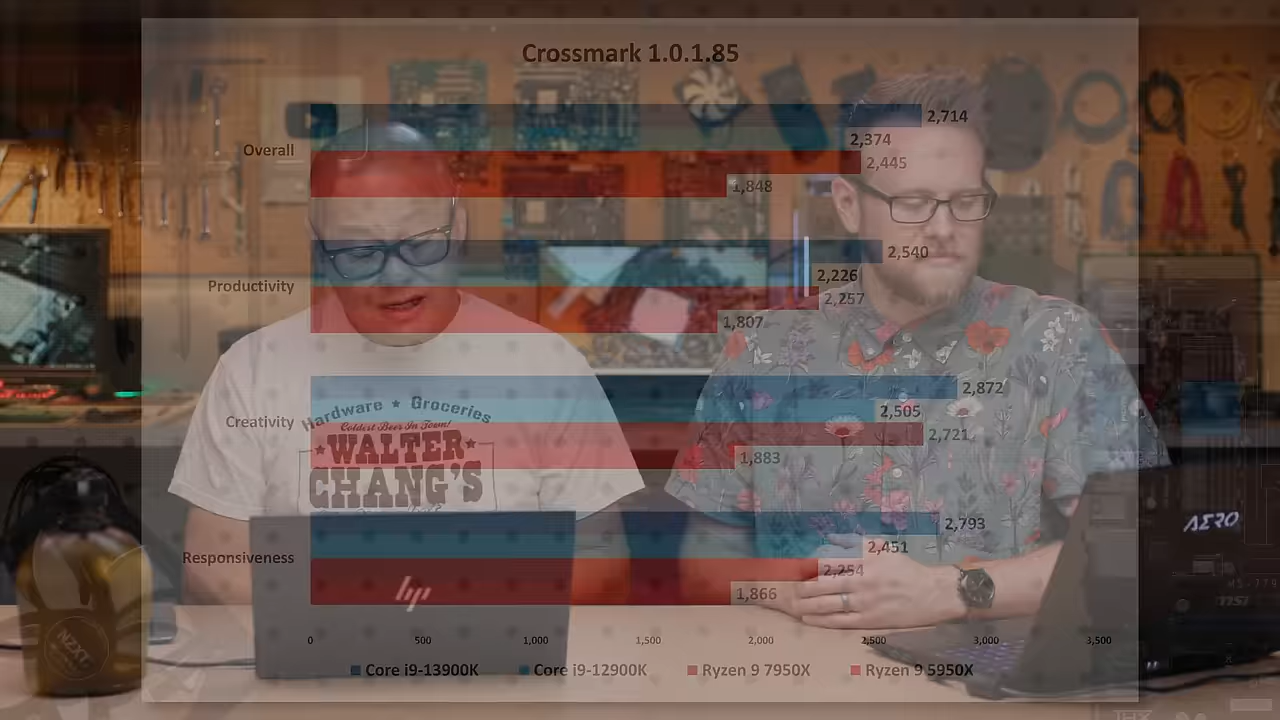 Crossmark 1.0.1.85
Overall
2,714
2,374
2,445
1,848
Productivity
2,540
2,226
2,257
1,807
Creativity
2,872
2,505
2,721
1,883
Responsiveness
2,793
2,451
2,254
1,866
0 500 1,000 1,500 2,000 2,500 3,000 3,500
Core i9-13900K Core i9-12900K Ryzen 9 7950X Ryzen 9 5950X
Hardware ★ Groceries
Coldest Beer In Town!
WALTER
CHANG'S
hp
AERO
NZXT